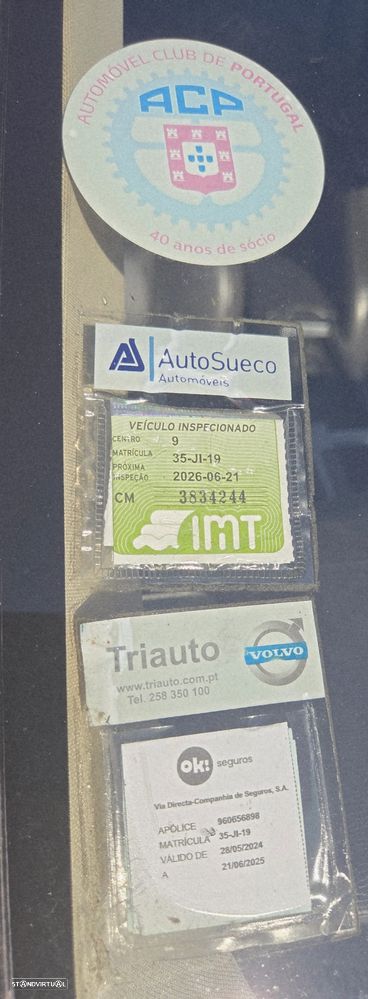 AUTOMÓVEL CLUB DE PORTUGAL
ACP
40 anos de sócio
AutoSueco
Automóveis
VEÍCULO INSPECIONADO
CENTRO 9
MATRÍCULA 35-JI-19
PRÓXIMA
INSPEÇÃO 2026-06-21
CM 3834244
IMT
Triauto
VOLVO
www.triauto.com.pt
Tel. 258 350 100
ok! seguros
Via Directa-Companhia de Seguros, S.A.
APÓLICE 960656898
MATRÍCULA 35-JI-19
VÁLIDO DE 28/05/2024
A 21/06/2025
STANDVIRTUAL